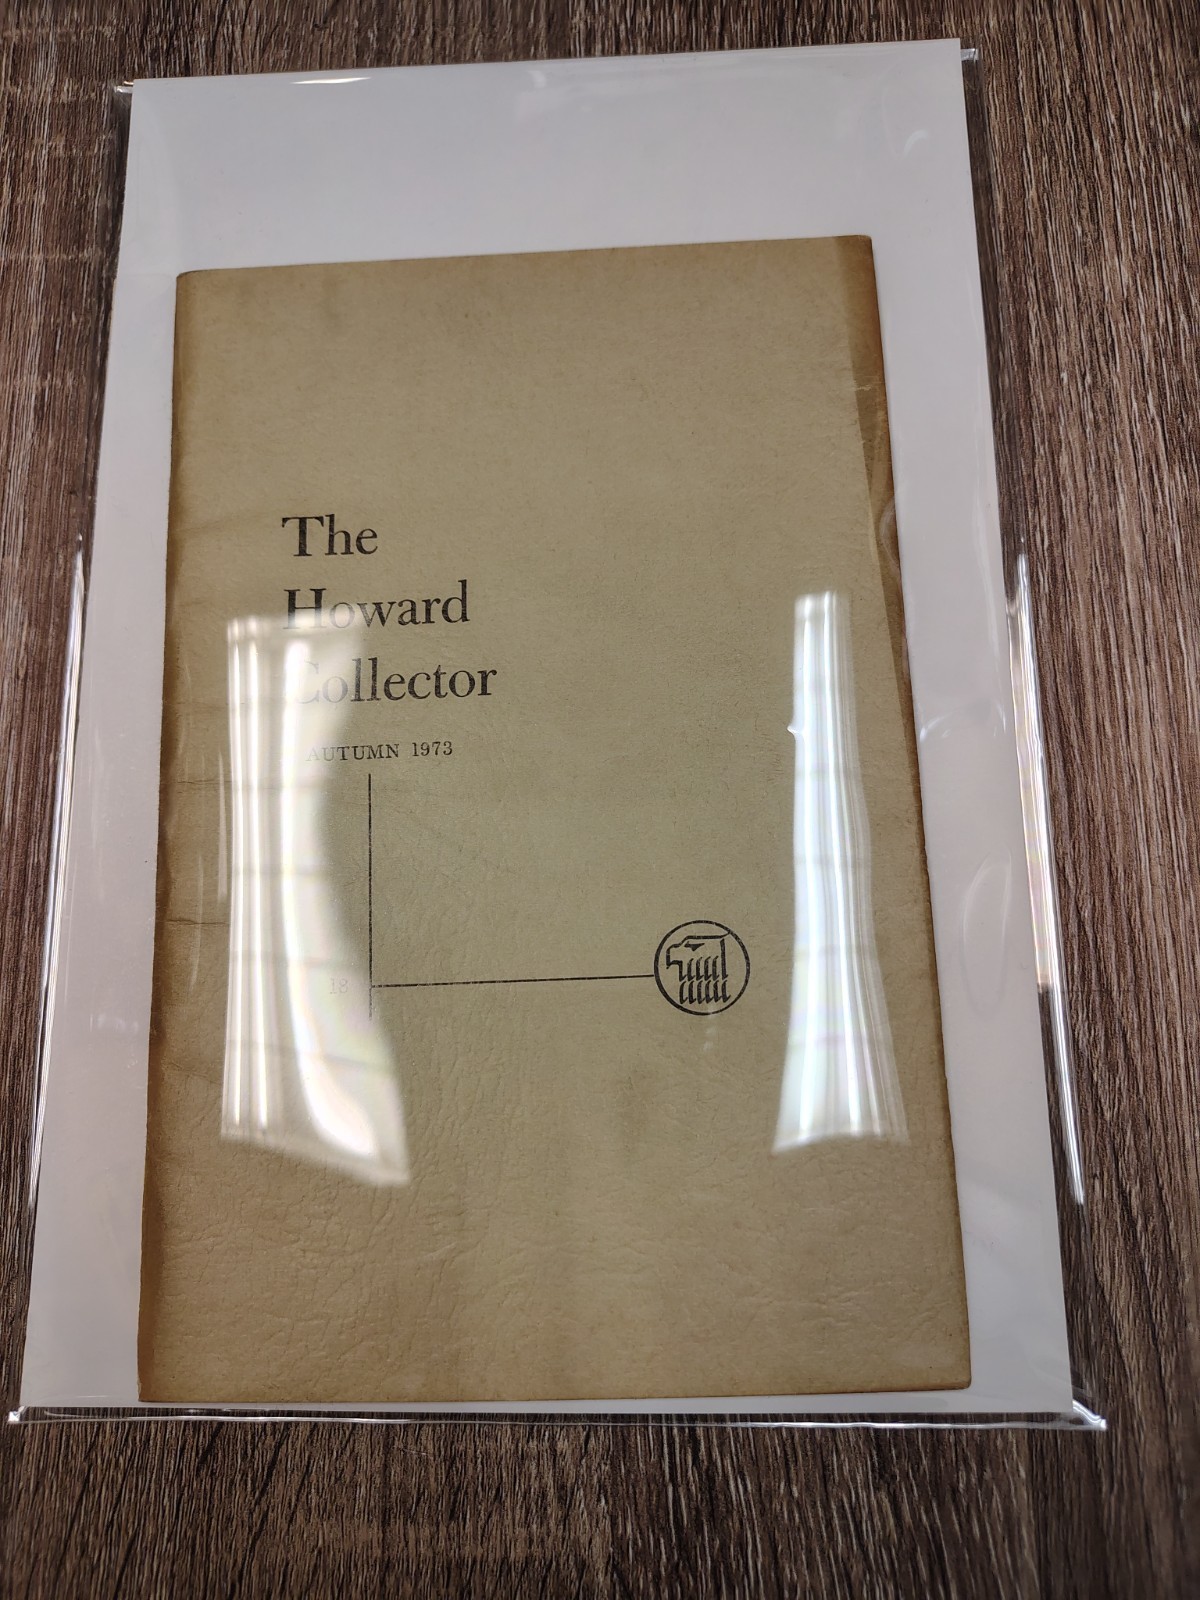 The
Howard
Collector
AUTUMN 1973
18